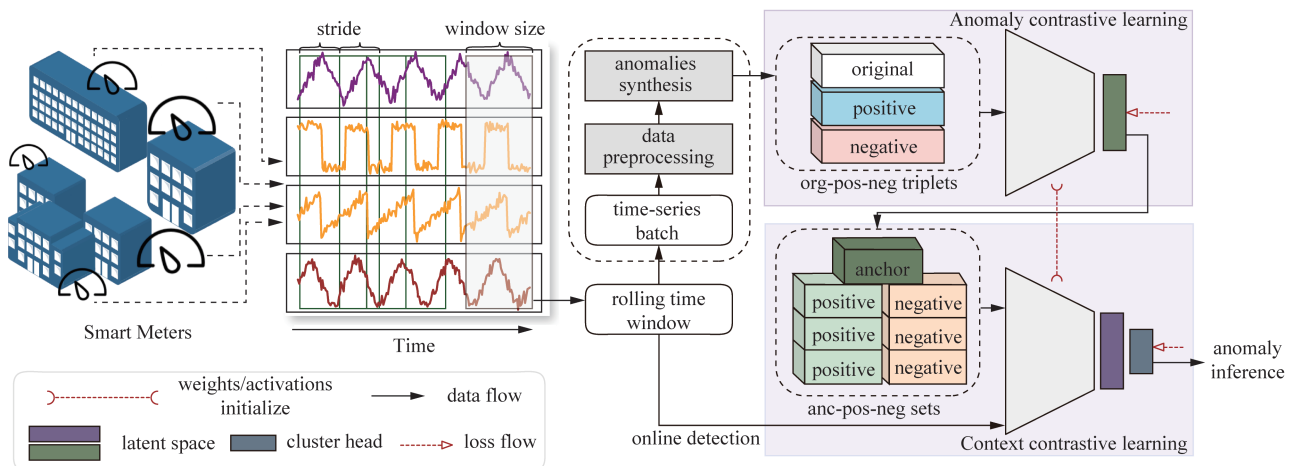 stride
window size
Smart Meters
Time
anomalies
synthesis
data
preprocessing
time-series
batch
rolling time
window
Anomaly contrastive learning
original
positive
negative
org-pos-neg triplets
anchor
positive
negative
positive
negative
positive
negative
anc-pos-neg sets
Context contrastive learning
anomaly
inference
online detection
weights/activations
initialize
data flow
latent space
cluster head
loss flow